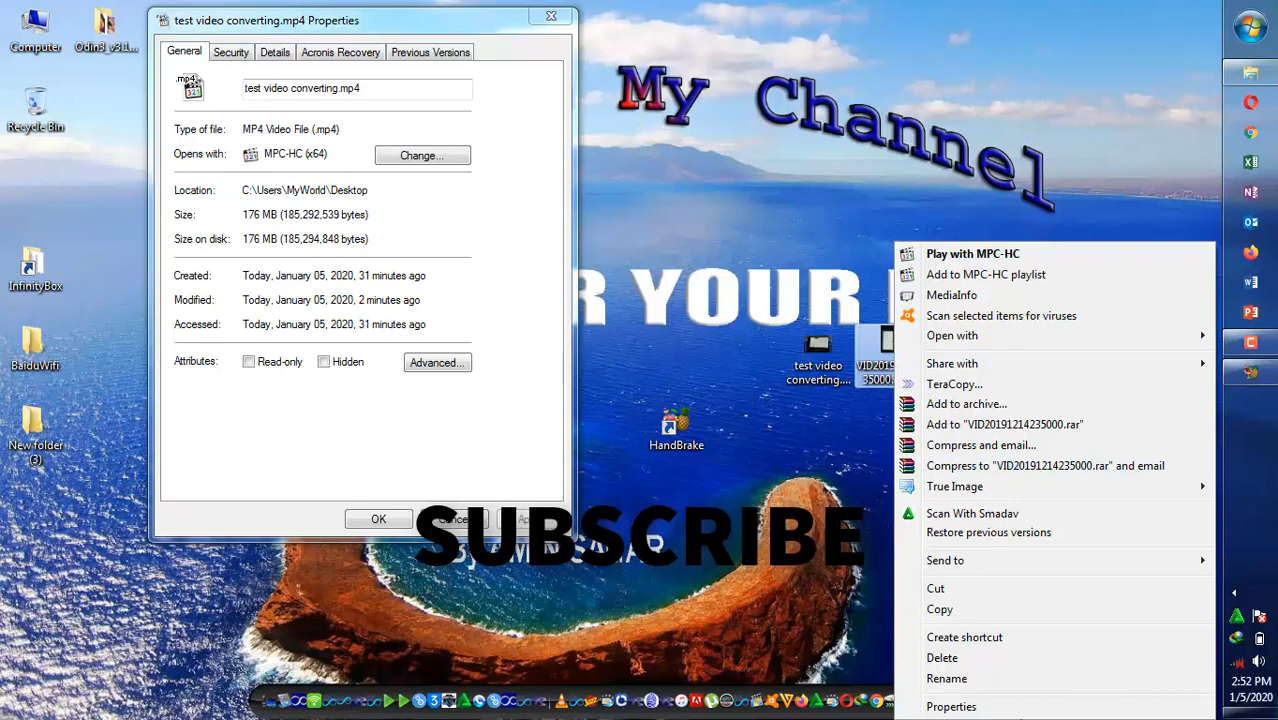 test video converting.mp4 Properties
General
Security
Details
Acronis Recovery
Previous Versions
.mp4
321
test video converting.mp4
Type of file:
MP4 Video File (.mp4)
Opens with:
MPC-HC (x64)
Change...
Location:
C:\Users\MyWorld\Desktop
Size:
176 MB (185,292,539 bytes)
Size on disk:
176 MB (185,294,848 bytes)
Created:
Today, January 05, 2020, 31 minutes ago
Modified:
Today, January 05, 2020, 2 minutes ago
Accessed:
Today, January 05, 2020, 31 minutes ago
Attributes:
Read-only
Hidden
Advanced...
OK
Computer
Odin3_v3.1...
Recycle Bin
InfinityBox
BaiduWifi
New folder
(3)
My Channel
R YOUR
SUBSCRIBE
test video
converting....
HandBrake
Play with MPC-HC
Add to MPC-HC playlist
MediaInfo
Scan selected items for viruses
Open with
Share with
TeraCopy...
Add to archive...
Add to "VID20191214235000.rar"
Compress and email...
Compress to "VID20191214235000.rar" and email
True Image
Scan With Smadav
Restore previous versions
Send to
Cut
Copy
Create shortcut
Delete
Rename
Properties
2:52 PM
1/5/2020